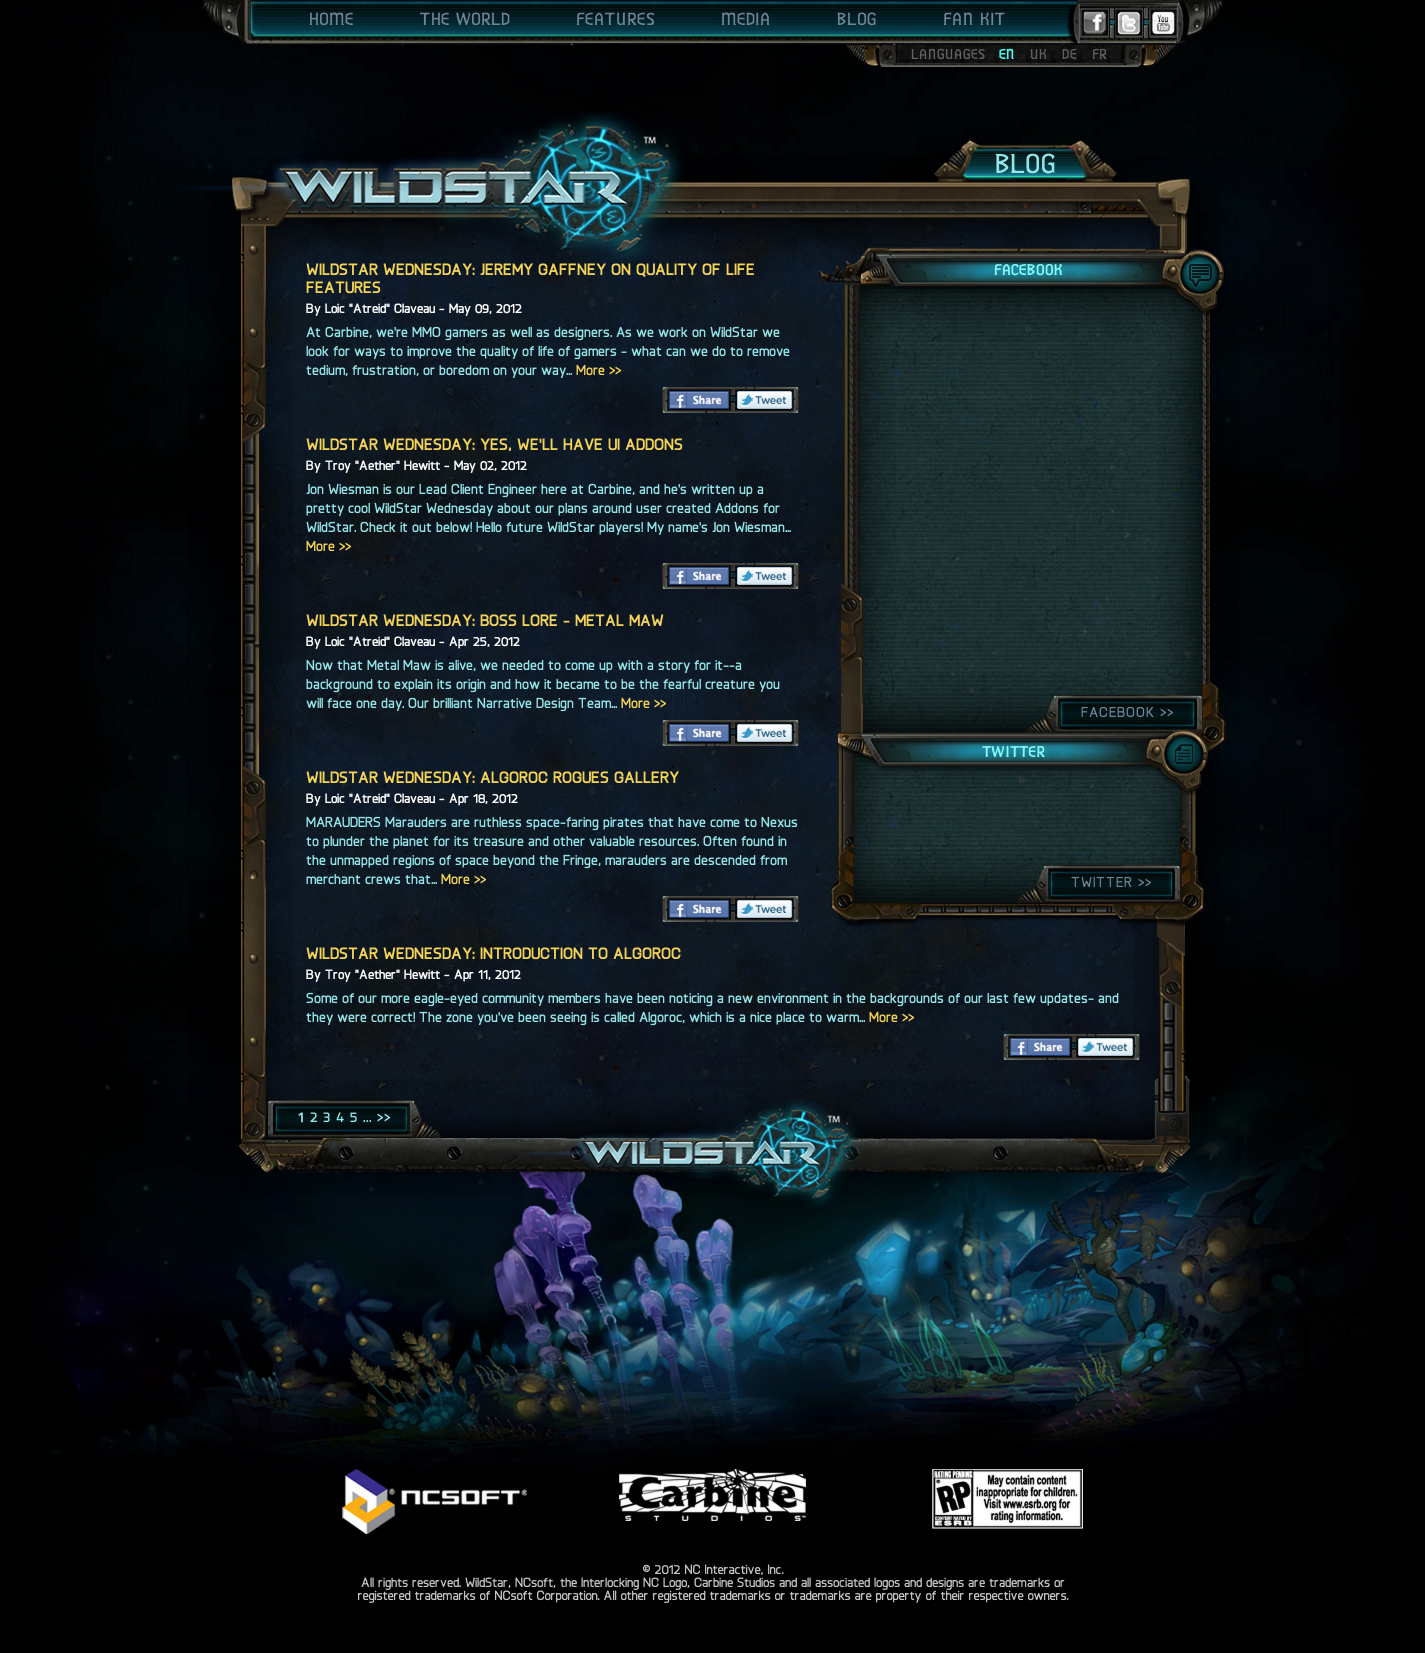 HOME THE WORLD FEATURES MEDIA BLOG FAN KIT
You Tube
LANGUAGES EN UK DE FR
WILDSTAR ™
BLOG
WILDSTAR WEDNESDAY: JEREMY GAFFNEY ON QUALITY OF LIFE
FEATURES
By Loic "Atreid" Claveau - May 09, 2012
At Carbine, we're MMO gamers as well as designers. As we work on WildStar we
look for ways to improve the quality of life of gamers - what can we do to remove
tedium, frustration, or boredom on your way... More >>
Share Tweet
WILDSTAR WEDNESDAY: YES, WE'LL HAVE UI ADDONS
By Troy "Aether" Hewitt - May 02, 2012
Jon Wiesman is our Lead Client Engineer here at Carbine, and he's written up a
pretty cool WildStar Wednesday about our plans around user created Addons for
WildStar. Check it out below! Hello future WildStar players! My name's Jon Wiesman...
More >>
Share Tweet
WILDSTAR WEDNESDAY: BOSS LORE - METAL MAW
By Loic "Atreid" Claveau - Apr 25, 2012
Now that Metal Maw is alive, we needed to come up with a story for it--a
background to explain its origin and how it became to be the fearful creature you
will face one day. Our brilliant Narrative Design Team... More >>
Share Tweet
WILDSTAR WEDNESDAY: ALGOROC ROGUES GALLERY
By Loic "Atreid" Claveau - Apr 18, 2012
MARAUDERS Marauders are ruthless space-faring pirates that have come to Nexus
to plunder the planet for its treasure and other valuable resources. Often found in
the unmapped regions of space beyond the Fringe, marauders are descended from
merchant crews that... More >>
Share Tweet
WILDSTAR WEDNESDAY: INTRODUCTION TO ALGOROC
By Troy "Aether" Hewitt - Apr 11, 2012
Some of our more eagle-eyed community members have been noticing a new environment in the backgrounds of our last few updates- and
they were correct! The zone you've been seeing is called Algoroc, which is a nice place to warm... More >>
Share Tweet
FACEBOOK
FACEBOOK >>
TWITTER
TWITTER >>
1 2 3 4 5 ... >>
WILDSTAR ™
NCSOFT®
Carbine
STUDIOS™
RATING PENDING
RP
CONTENT RATED BY
ESRB
May contain content
inappropriate for children.
Visit www.esrb.org for
rating information.
© 2012 NC Interactive, Inc.
All rights reserved. WildStar, NCsoft, the Interlocking NC Logo, Carbine Studios and all associated logos and designs are trademarks or
registered trademarks of NCsoft Corporation. All other registered trademarks or trademarks are property of their respective owners.